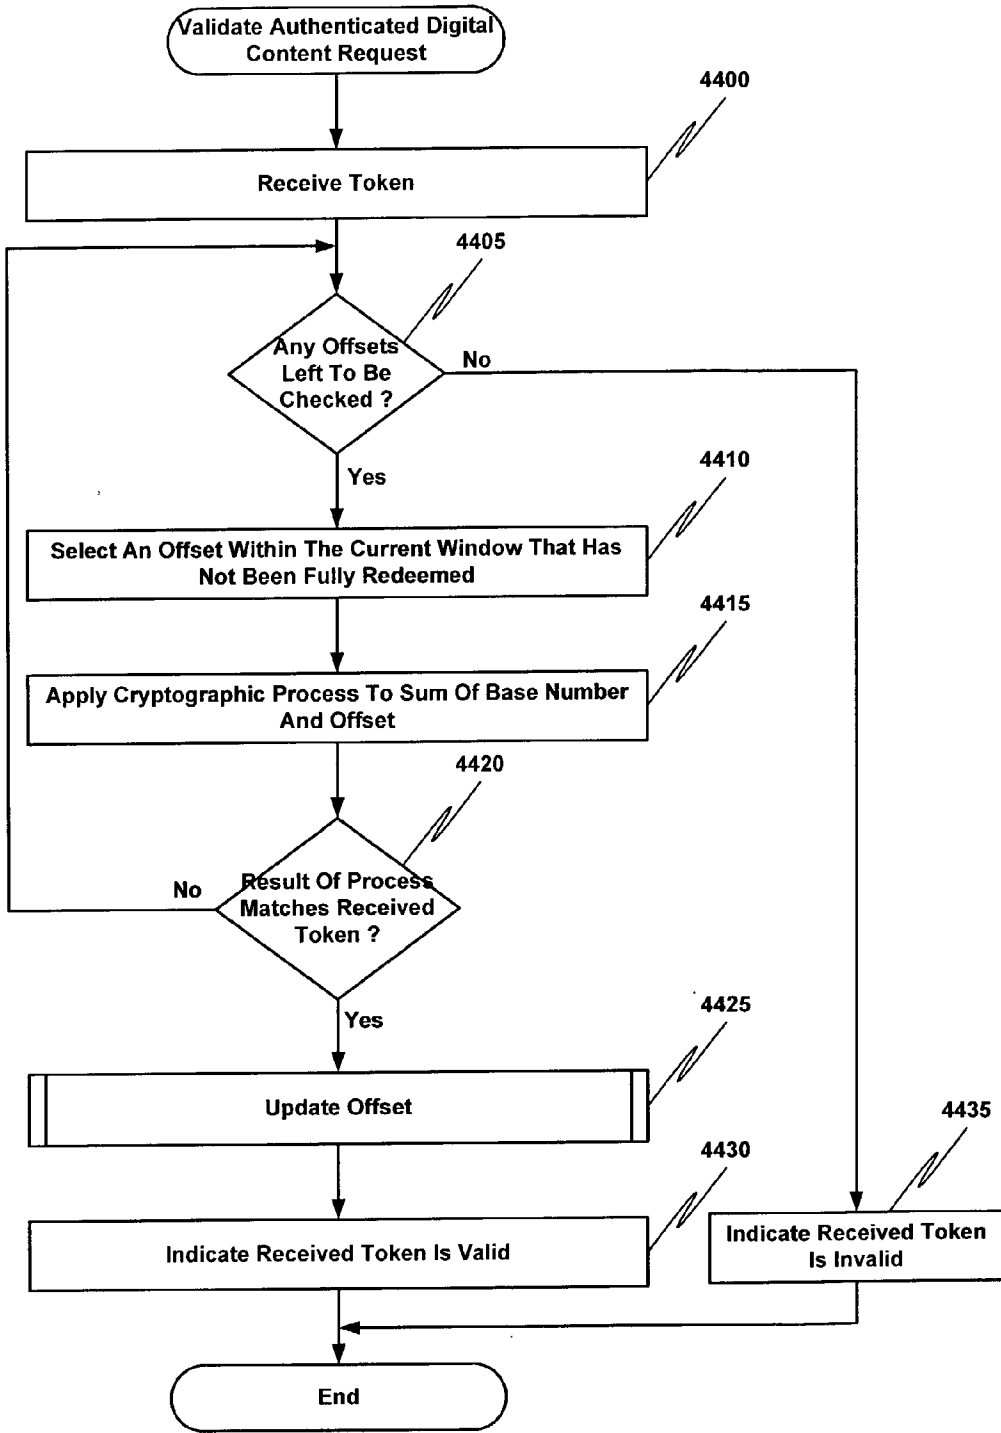 Validate Authenticated Digital
Content Request
4400
Receive Token
4405
Any Offsets
Left To Be
Checked ?
No
Yes
4410
Select An Offset Within The Current Window That Has
Not Been Fully Redeemed
4415
Apply Cryptographic Process To Sum Of Base Number
And Offset
4420
Result Of Process
Matches Received
Token ?
No
Yes
4425
Update Offset
4435
4430
Indicate Received Token Is Valid
Indicate Received Token
Is Invalid
End